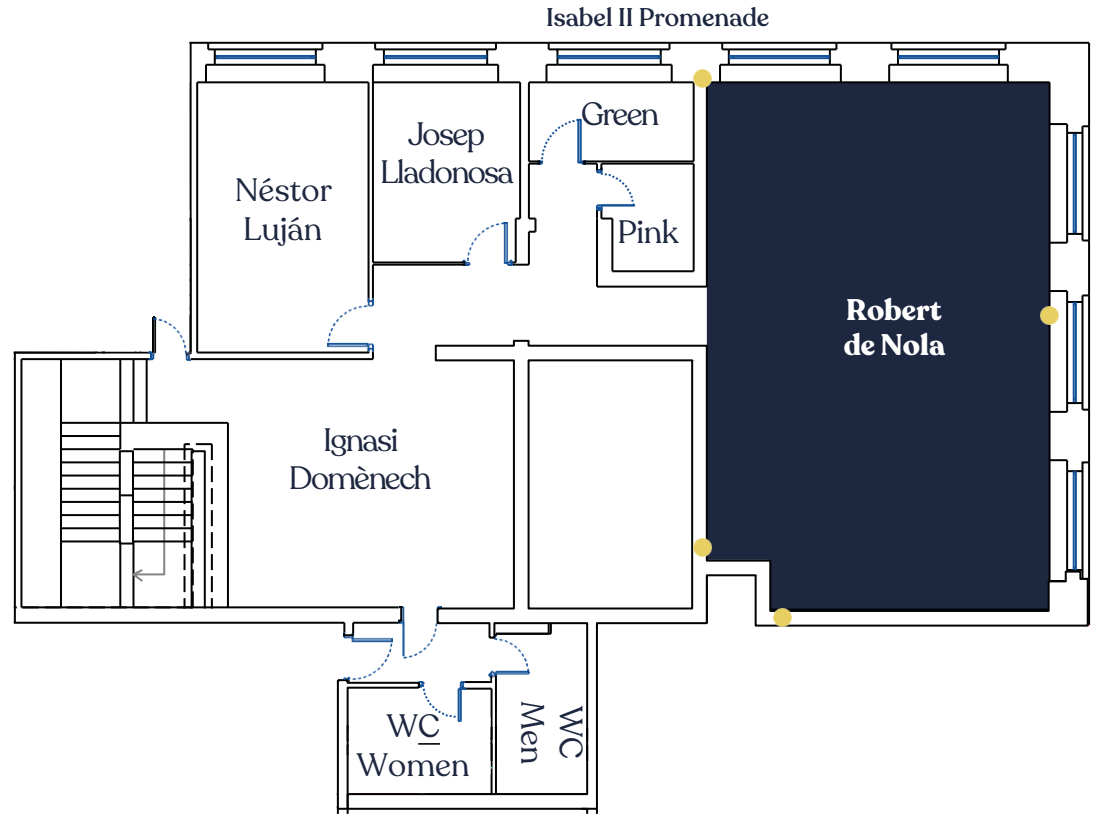 Isabel II Promenade
Green
Josep
Lladonosa
Néstor
Luján
Pink
Robert
de Nola
Ignasi
Domènech
WC
Women
WC
Men